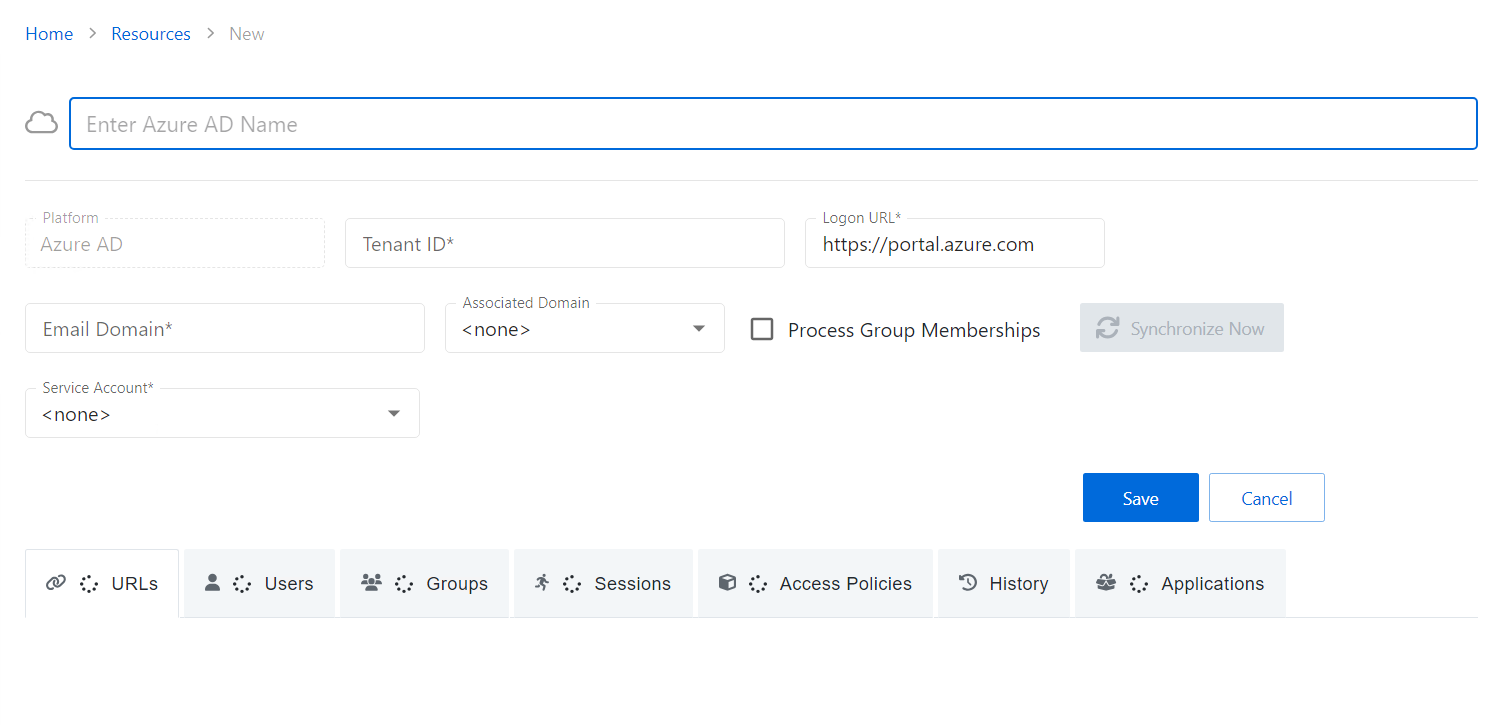 Home > Resources > New
Enter Azure AD Name
Platform
Azure AD
Tenant ID*
Logon URL*
https://portal.azure.com
Email Domain*
Associated Domain
<none>
Process Group Memberships
Synchronize Now
Service Account*
<none>
Save Cancel
URLs Users Groups Sessions Access Policies History Applications